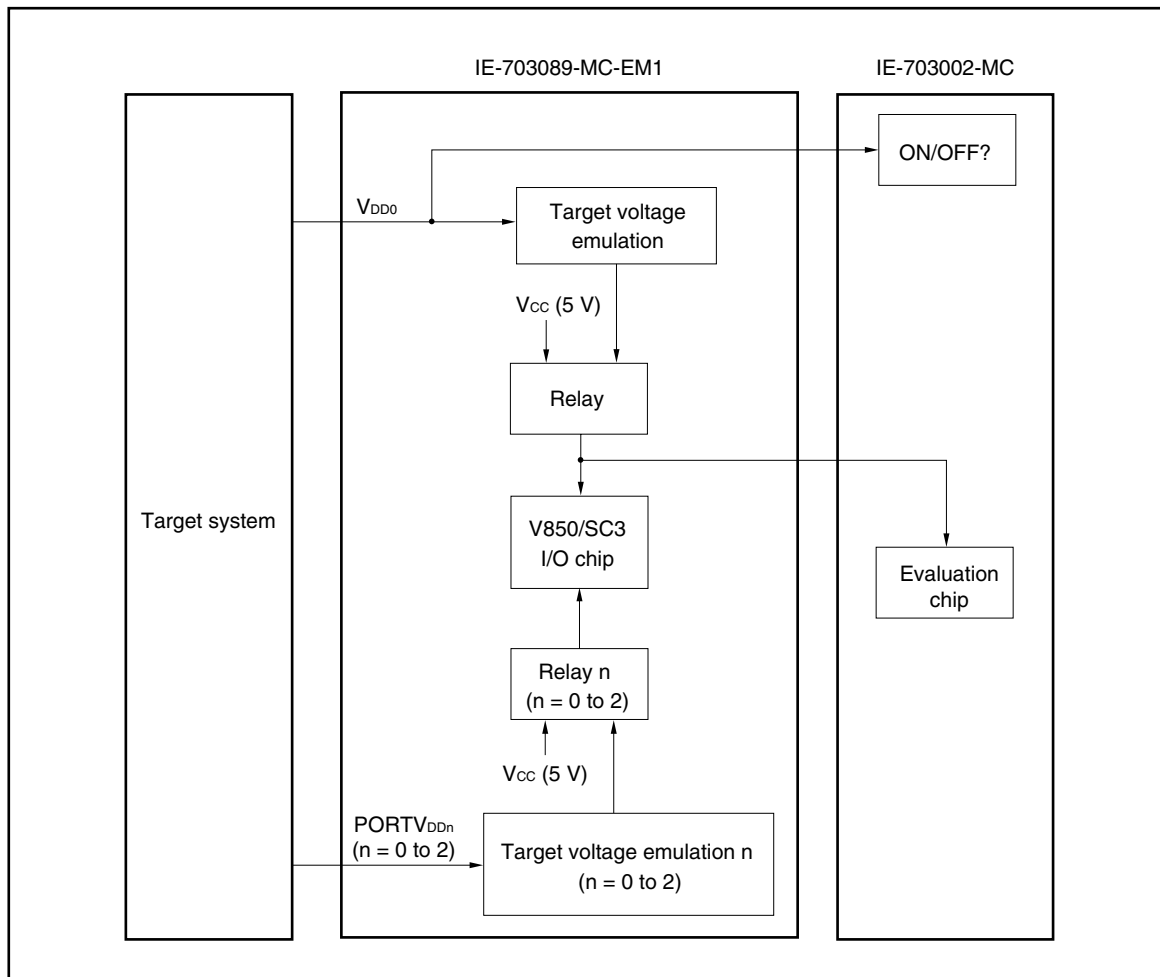 IE-703089-MC-EM1
IE-703002-MC
ON/OFF?
VDD0
Target voltage
emulation
VCC (5 V)
Relay
Target system
V850/SC3
I/O chip
Evaluation
chip
Relay n
(n = 0 to 2)
VCC (5 V)
PORTVDDn
(n = 0 to 2)
Target voltage emulation n
(n = 0 to 2)